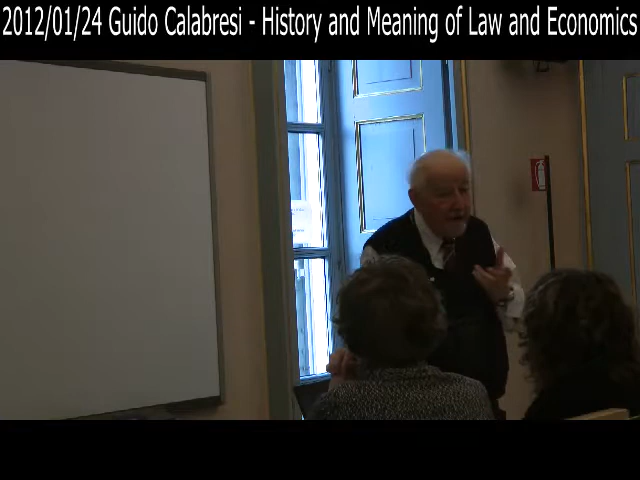 2012/01/24 Guido Calabresi - History and Meaning of Law and Economics